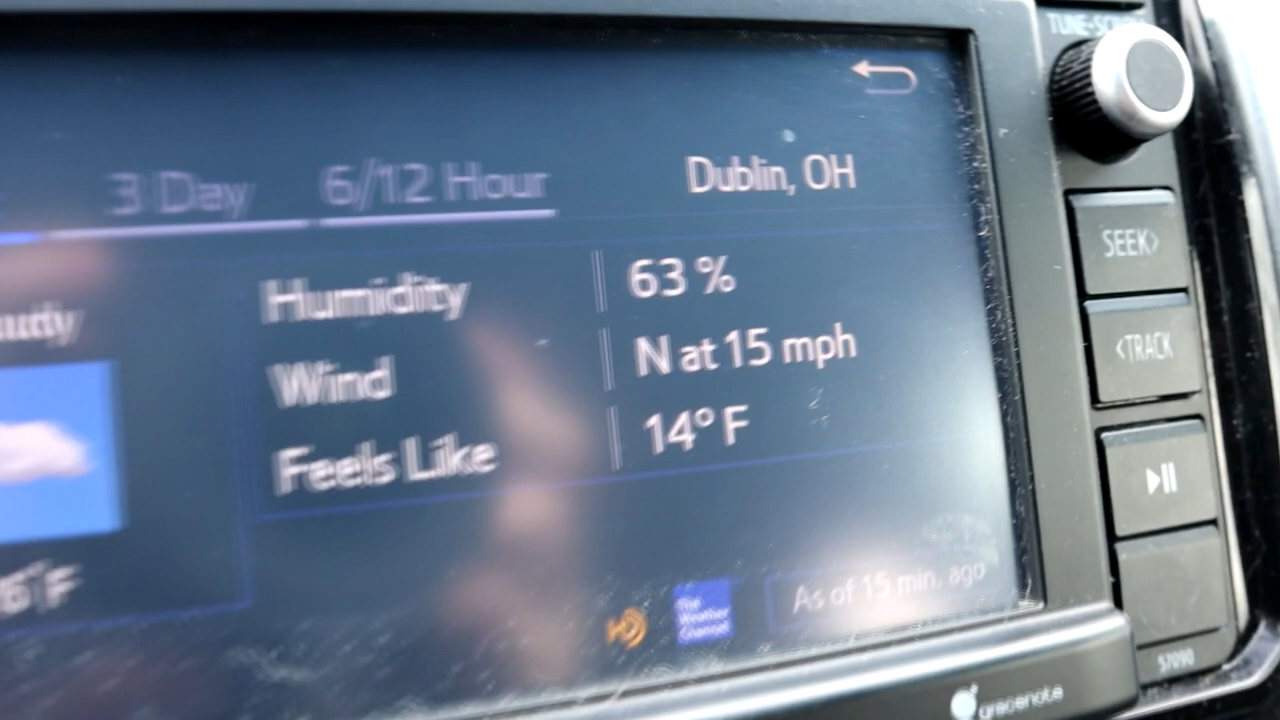 TUNE·SCROLL
3 Day
6/12 Hour
Dublin, OH
Humidity
63 %
Wind
N at 15 mph
Feels Like
14° F
The
Weather
Channel
As of 15 min. ago
SEEK>
<TRACK
57090
gracenote